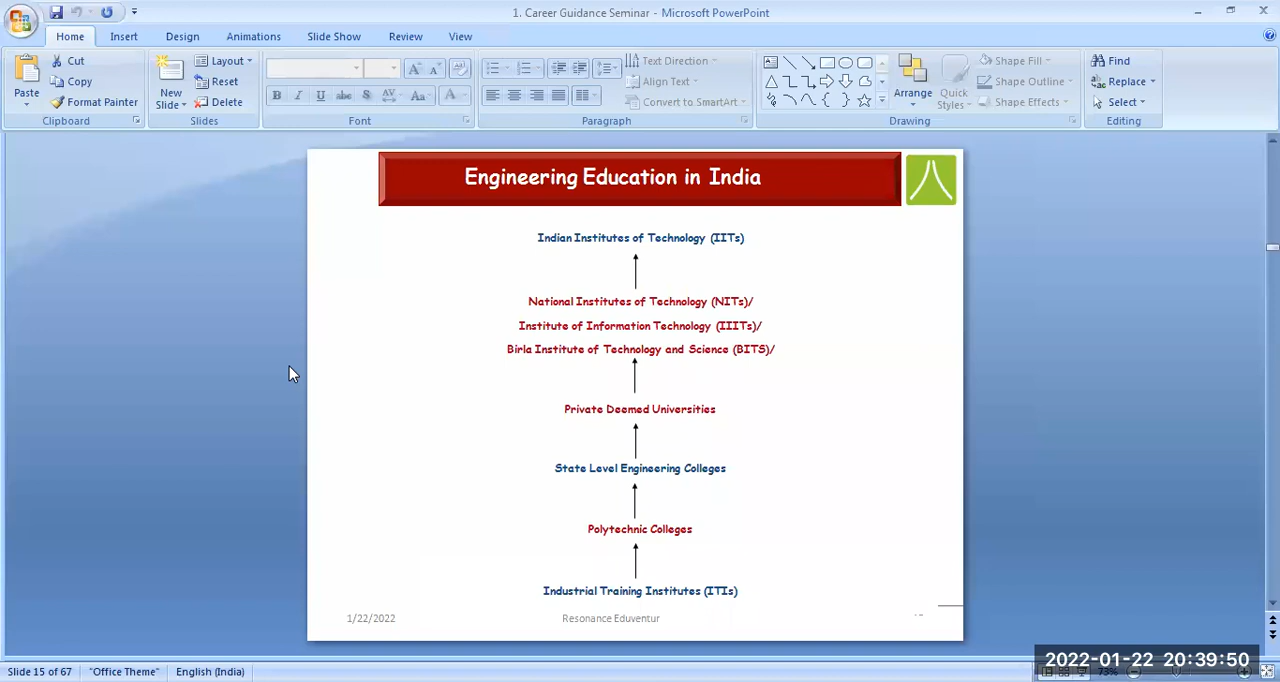 1. Career Guidance Seminar - Microsoft PowerPoint
Home Insert Design Animations Slide Show Review View
Paste
Cut
Copy
Format Painter
Clipboard
New Slide
Layout
Reset
Delete
Slides
B I U abc S AV Aa A
Font
Text Direction
Align Text
Convert to SmartArt
Paragraph
Arrange
Quick Styles
Shape Fill
Shape Outline
Shape Effects
Drawing
Find
Replace
Select
Editing
Engineering Education in India
Indian Institutes of Technology (IITs)
National Institutes of Technology (NITs)/
Institute of Information Technology (IIITs)/
Birla Institute of Technology and Science (BITS)/
Private Deemed Universities
State Level Engineering Colleges
Polytechnic Colleges
Industrial Training Institutes (ITIs)
1/22/2022 Resonance Eduventur
2022-01-22 20:39:50
Slide 15 of 67 "Office Theme" English (India) 73%